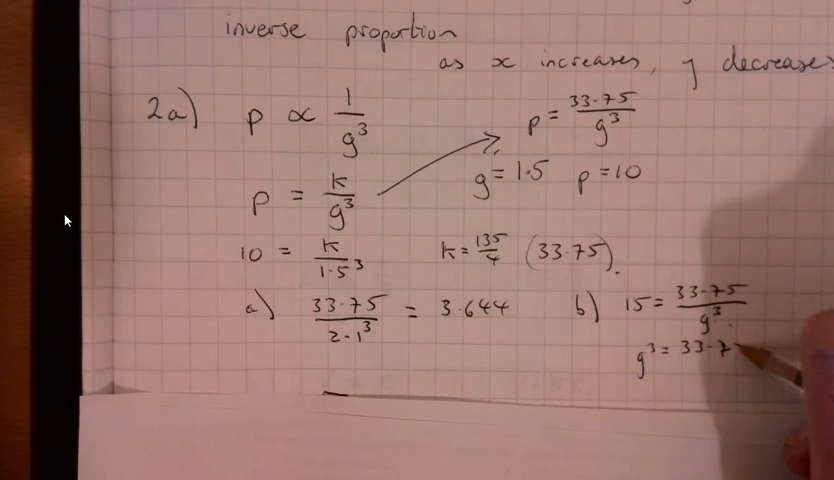 inverse proportion
as x increases, y decreases
2a) p ∝ 1/g³
p = 33.75/g³
p = k/g³
g = 1.5 p = 10
10 = k/1.5³
k = 135/4 (33.75).
a) 33.75/2.1³ = 3.644
b) 15 = 33.75/g³
g³ = 33.7